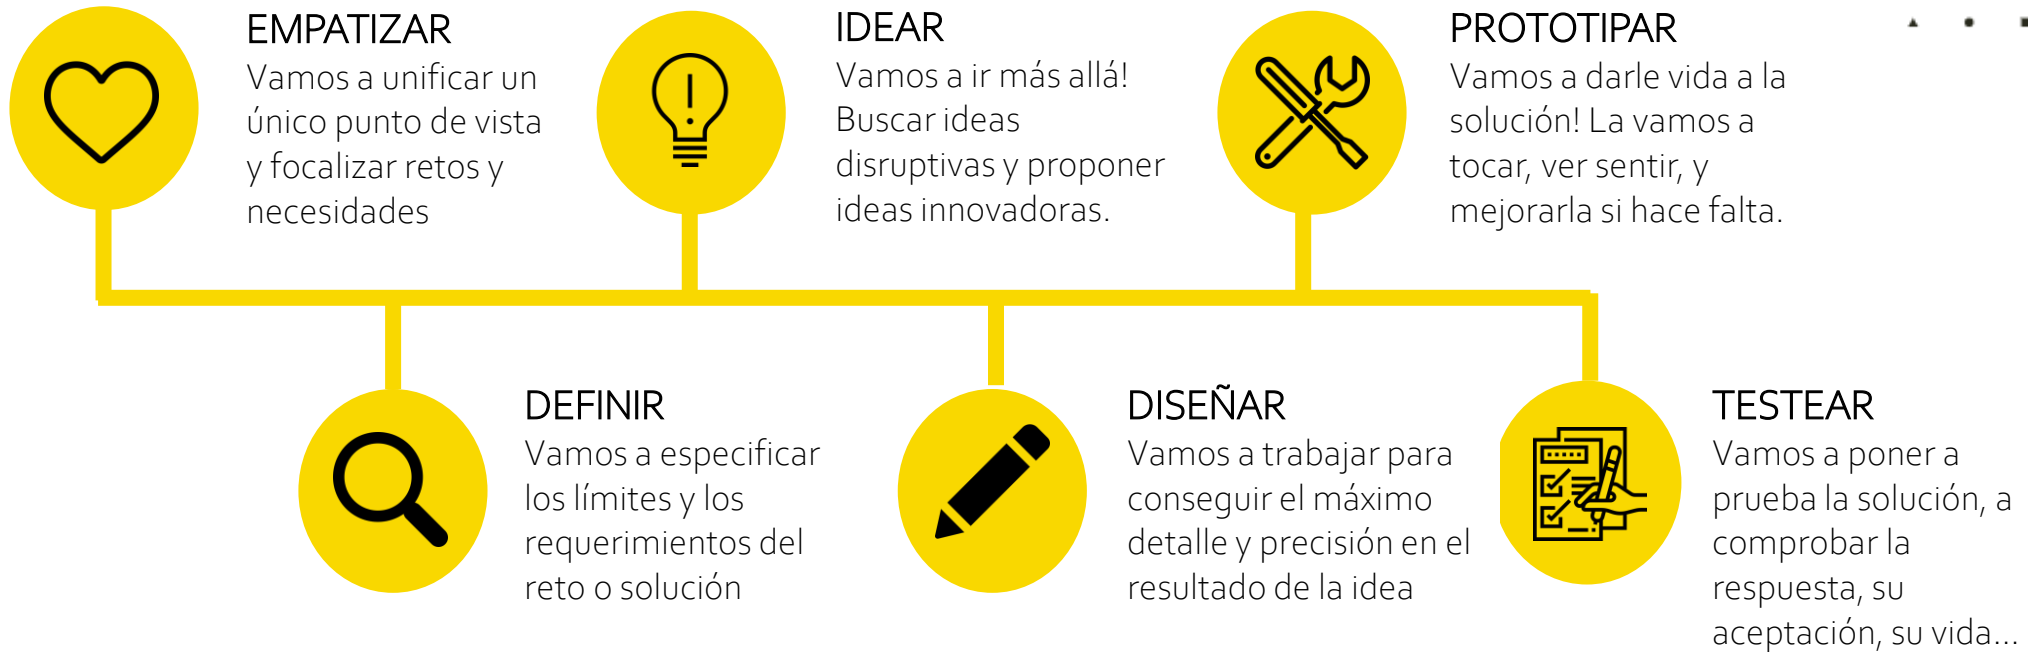 EMPATIZAR
Vamos a unificar un
único punto de vista
y focalizar retos y
necesidades
DEFINIR
Vamos a especificar
los límites y los
requerimientos del
reto o solución
IDEAR
Vamos a ir más allá!
Buscar ideas
disruptivas y proponer
ideas innovadoras.
DISEÑAR
Vamos a trabajar para
conseguir el máximo
detalle y precisión en el
resultado de la idea
PROTOTIPAR
Vamos a darle vida a la
solución! La vamos a
tocar, ver sentir, y
mejorarla si hace falta.
TESTEAR
Vamos a poner a
prueba la solución, a
comprobar la
respuesta, su
aceptación, su vida...